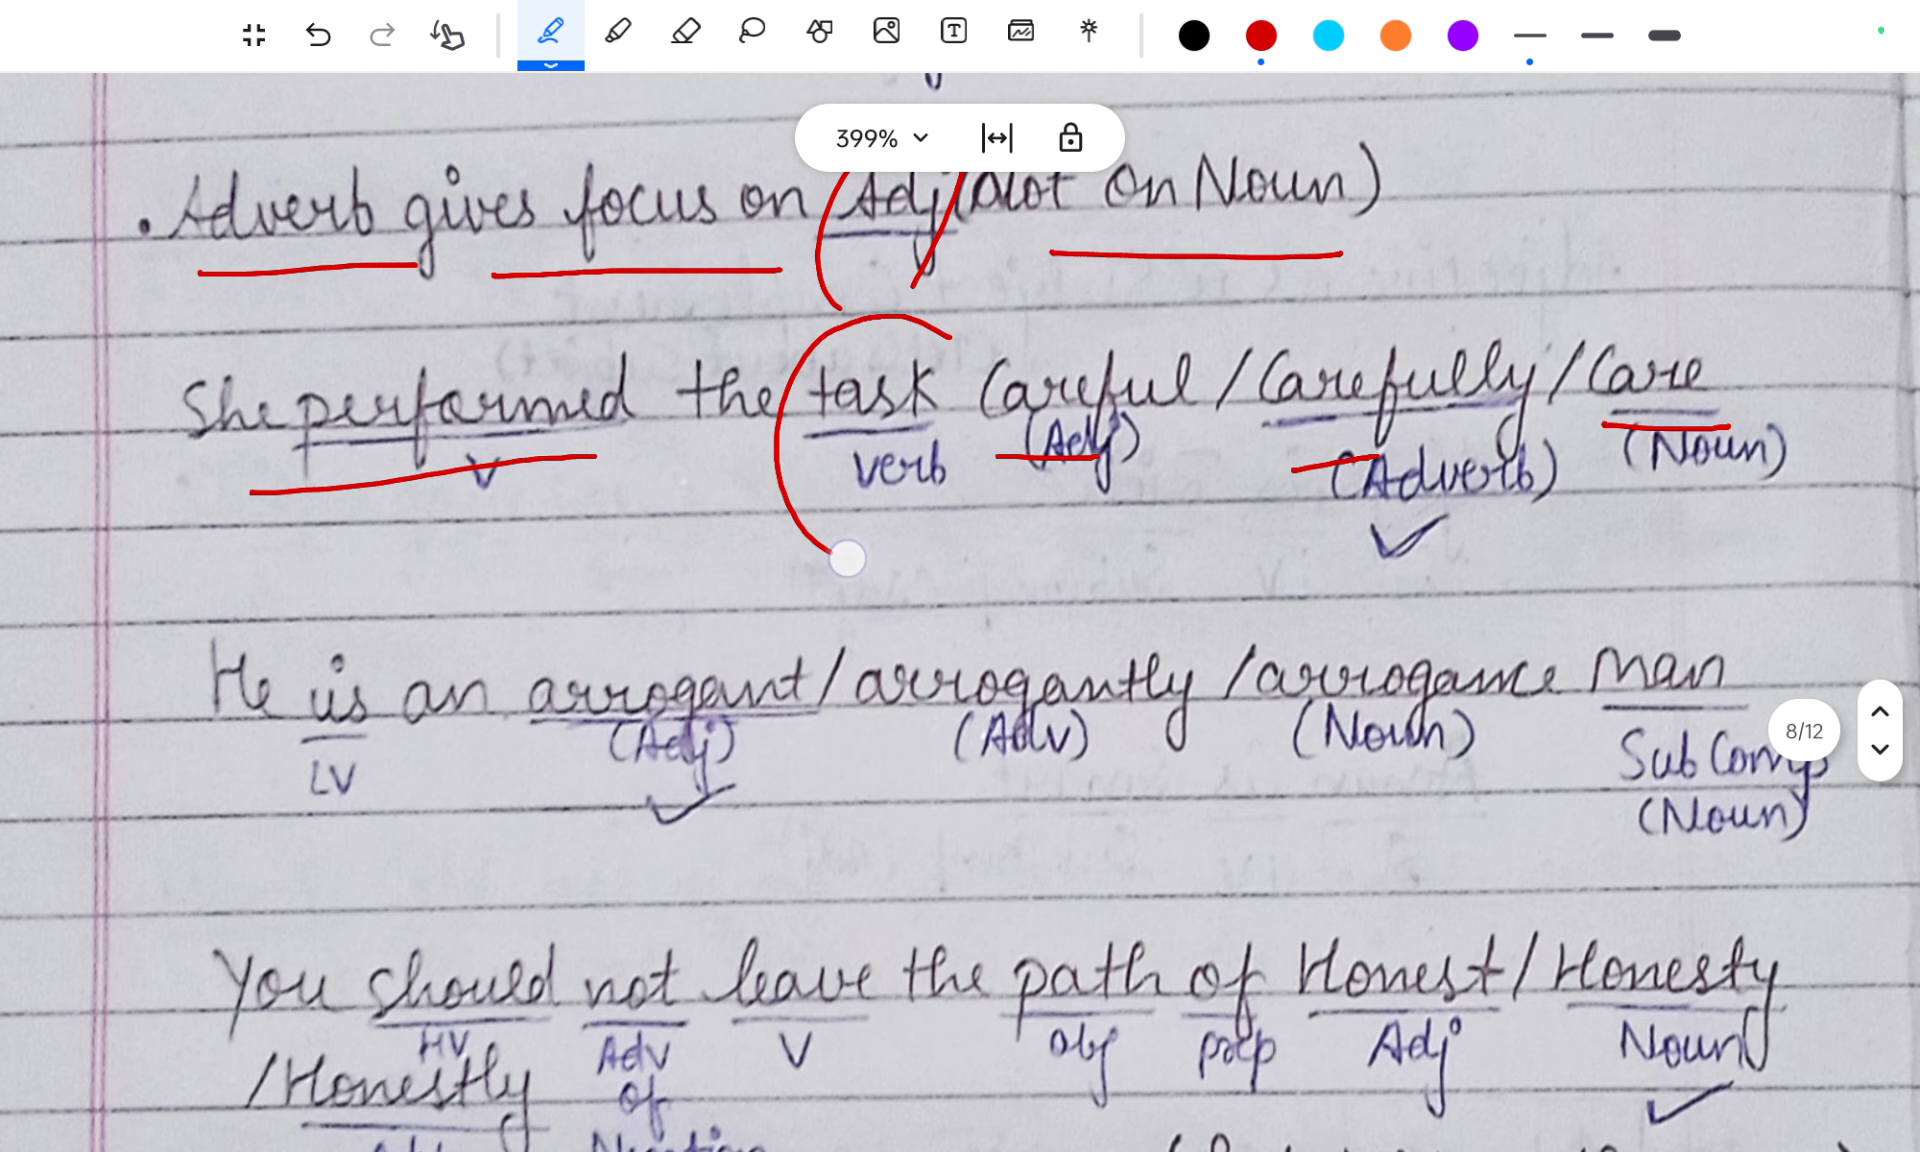 399%
. Adverb gives focus on Adj (Not on Noun)
She performed the task Careful / Carefully / Care
V verb (Adj) (Adverb) (Noun)
He is an arrogant / arrogantly / arrogance man
LV (Adj) (Adv) (Noun) Sub Comp
(Noun)
8/12
You should not leave the path of Honest / Honesty
HV Adv V obj prep Adj Noun
/Honestly of